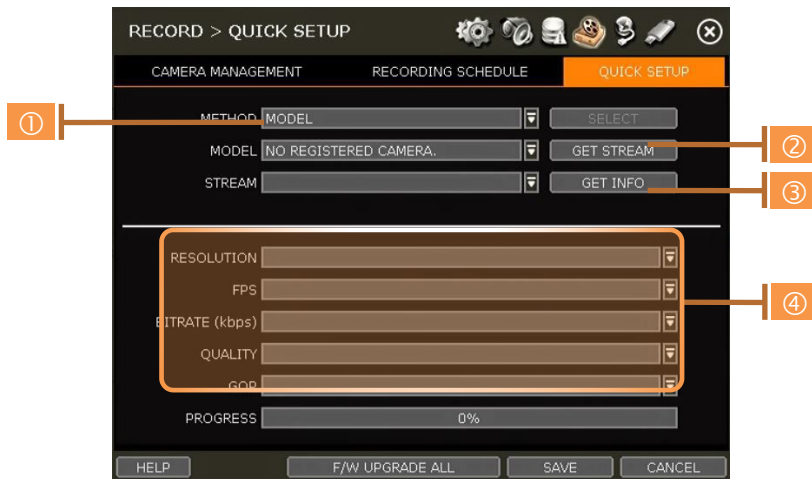 RECORD > QUICK SETUP
CAMERA MANAGEMENT RECORDING SCHEDULE QUICK SETUP
① METHOD MODEL SELECT
MODEL NO REGISTERED CAMERA. GET STREAM ②
STREAM GET INFO ③
RESOLUTION
FPS
④
BITRATE (kbps)
QUALITY
GOP
PROGRESS 0%
HELP F/W UPGRADE ALL SAVE CANCEL